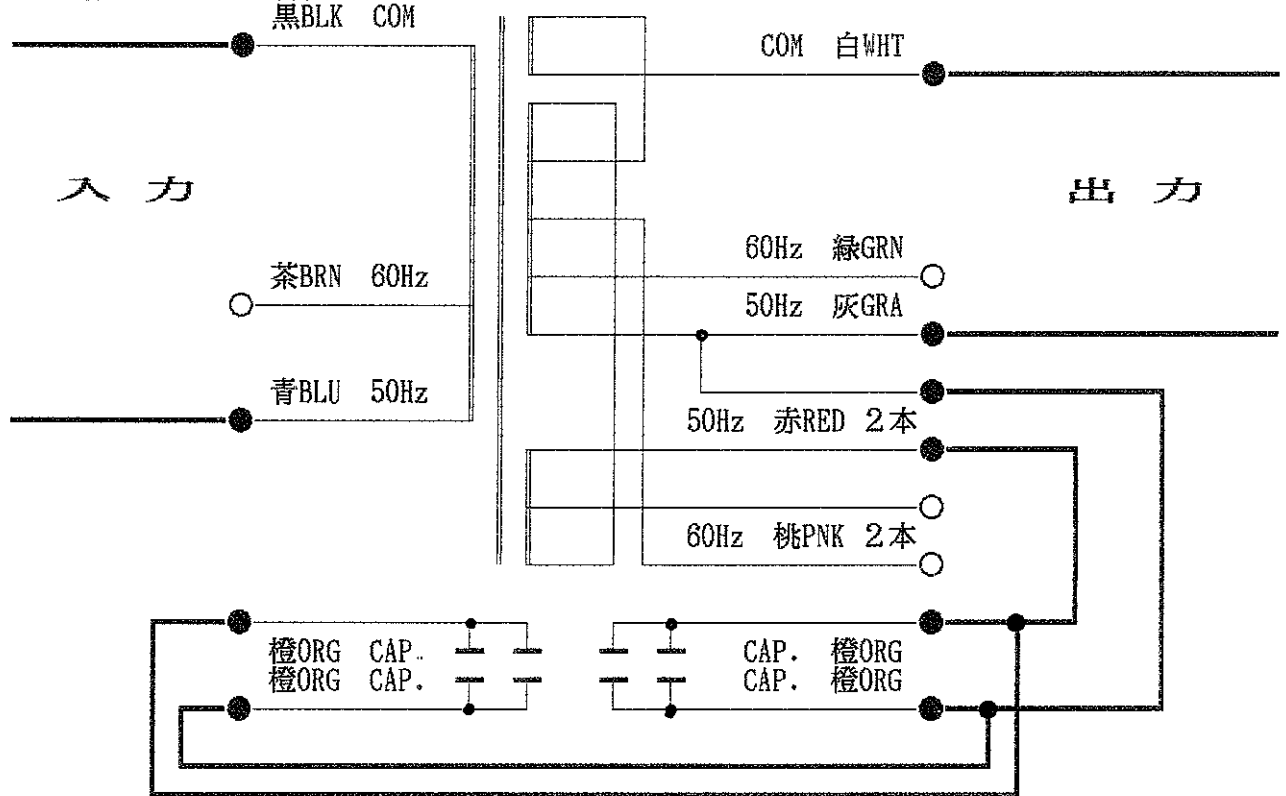 黒BLK COM
COM 白WHT
入 力
出 力
60Hz 緑GRN
茶BRN 60Hz
50Hz 灰GRA
青BLU 50Hz
50Hz 赤RED 2本
60Hz 桃PNK 2本
橙ORG CAP.
CAP. 橙ORG
橙ORG CAP.
CAP. 橙ORG